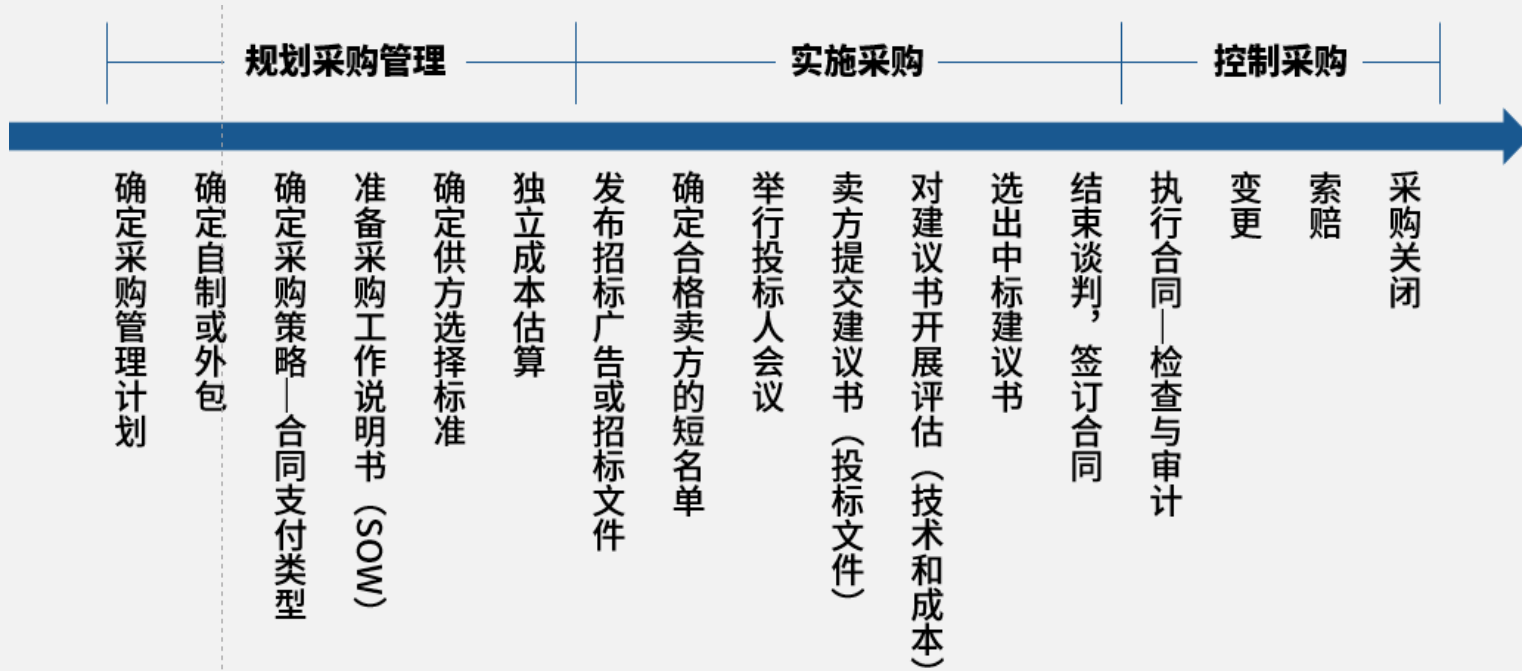 规划采购管理
实施采购
控制采购
确定采购管理计划
确定自制或外包
确定采购策略—合同支付类型
准备采购工作说明书（SOW）
确定供方选择标准
独立成本估算
发布招标广告或招标文件
确定合格卖方的短名单
举行投标人会议
卖方提交建议书（投标文件）
对建议书开展评估（技术和成本）
选出中标建议书
结束谈判，签订合同
执行合同—检查与审计
变更
索赔
采购关闭